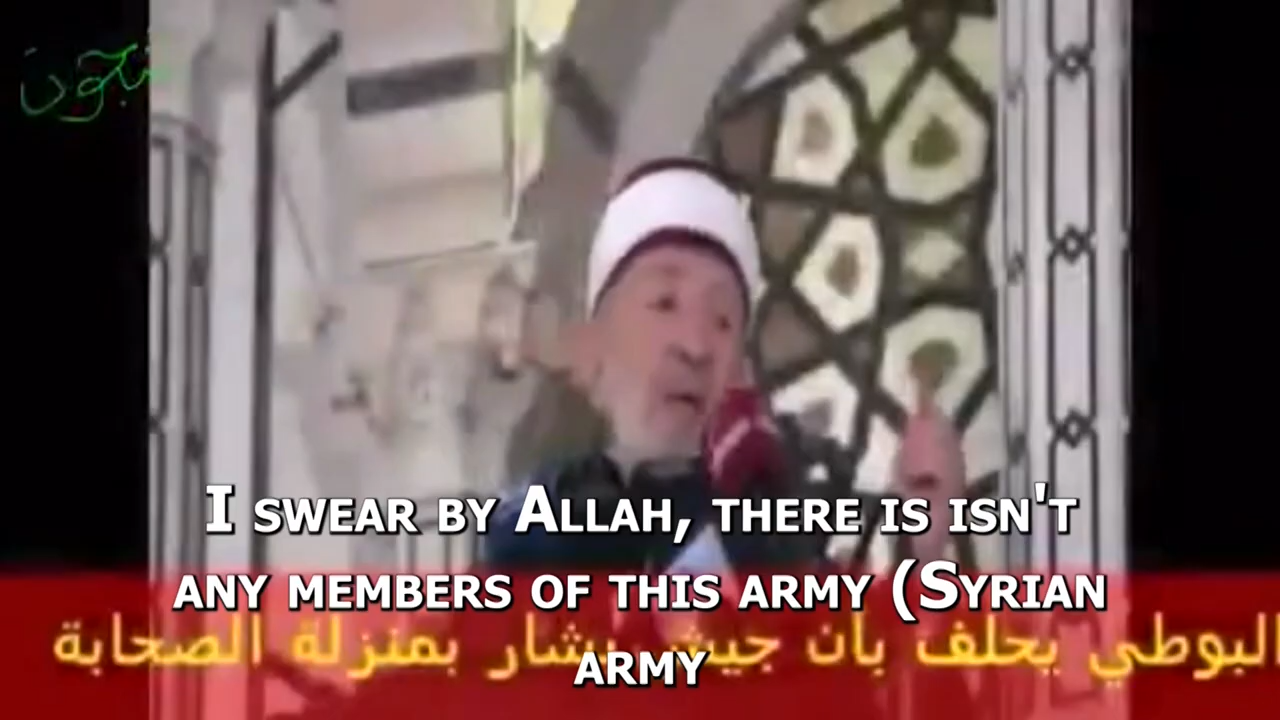 I SWEAR BY ALLAH, THERE IS ISN'T
ANY MEMBERS OF THIS ARMY (SYRIAN
ARMY
البوطي يحلف بأن جيش بشار بمنزلة الصحابة